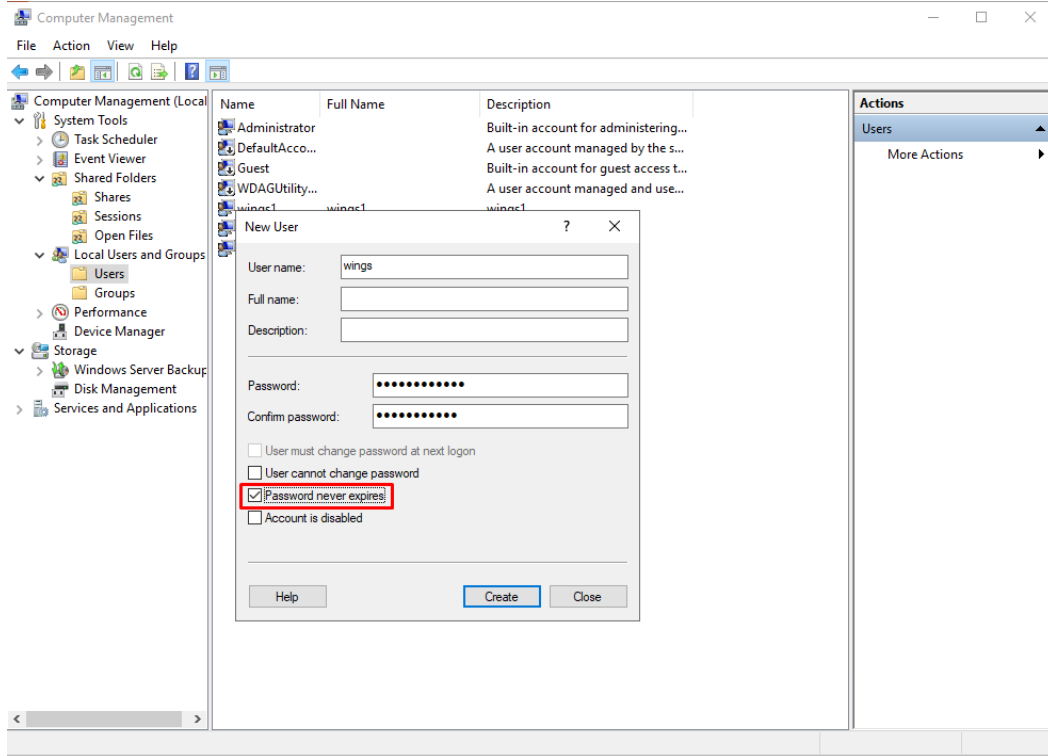 Computer Management
File Action View Help
Computer Management (Local
System Tools
Task Scheduler
Event Viewer
Shared Folders
Shares
Sessions
Open Files
Local Users and Groups
Users
Groups
Performance
Device Manager
Storage
Windows Server Backup
Disk Management
Services and Applications
Name Full Name Description
Administrator Built-in account for administering...
DefaultAcco... A user account managed by the s...
Guest Built-in account for guest access t...
WDAGUtility... A user account managed and use...
wings1 wings1 wings1
New User ?
User name: wings
Full name:
Description:
Password: ••••••••••••
Confirm password: •••••••••••
User must change password at next logon
User cannot change password
Password never expires
Account is disabled
Help Create Close
Actions
Users
More Actions